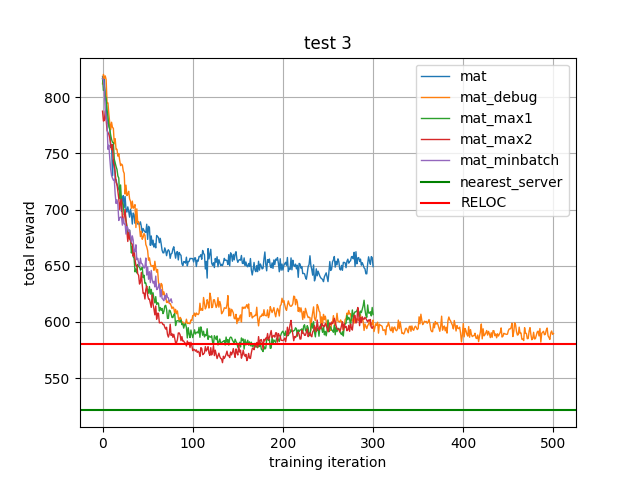 test 3
total reward
800
750
700
650
600
550
0
100
200
300
400
500
training iteration
mat
mat_debug
mat_max1
mat_max2
mat_minbatch
nearest_server
RELOC